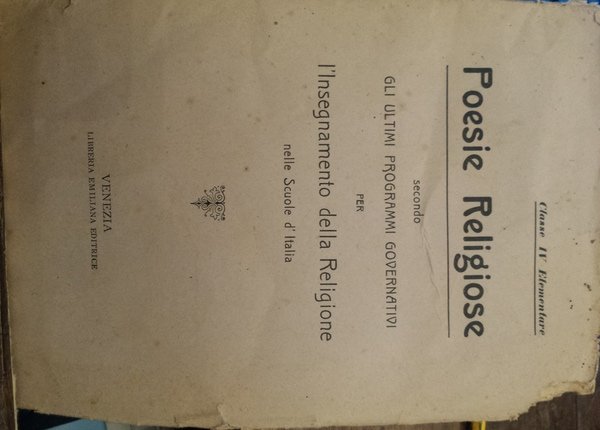 Classe IV Elementare
Poesie Religiose
secondo
GLI ULTIMI PROGRAMMI GOVERNATIVI
PER
l'Insegnamento della Religione
nelle Scuole d'Italia
VENEZIA
LIBRERIA EMILIANA EDITRICE